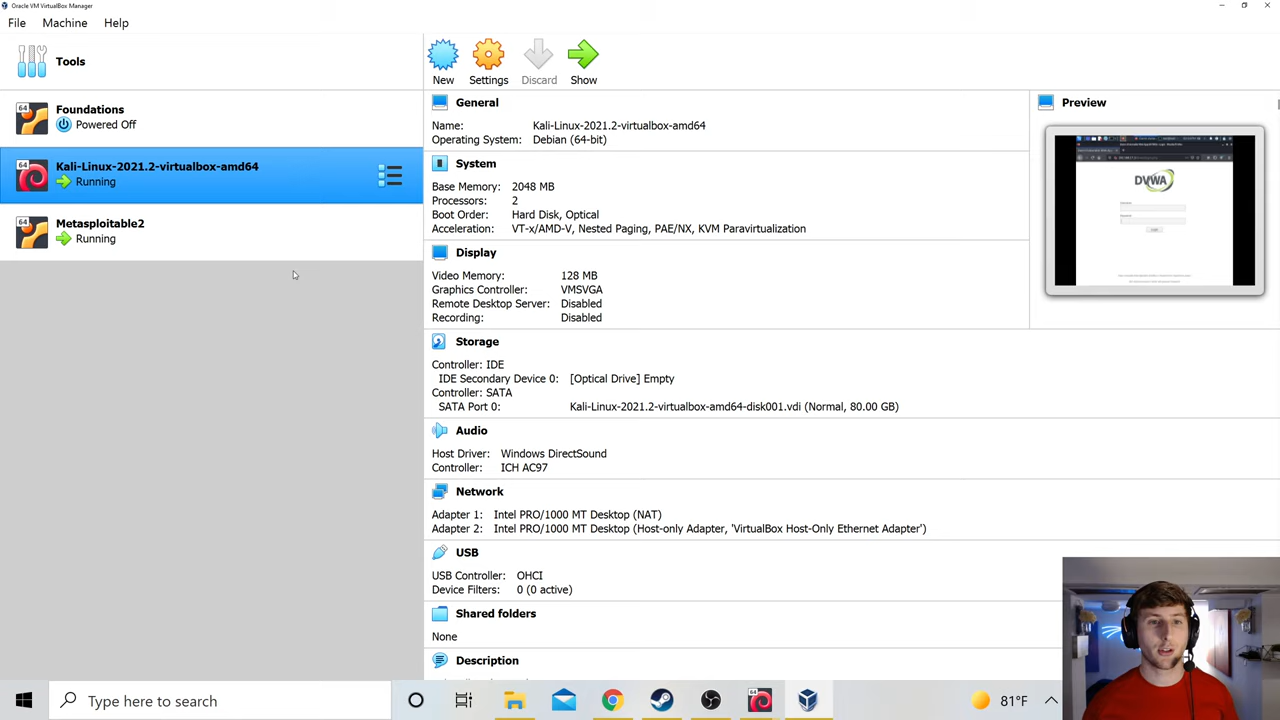 Oracle VM VirtualBox Manager
File Machine Help
Tools
New Settings Discard Show
64
Foundations
Powered Off
64
Kali-Linux-2021.2-virtualbox-amd64
Running
64
Metasploitable2
Running
General
Name: Kali-Linux-2021.2-virtualbox-amd64
Operating System: Debian (64-bit)
System
Base Memory: 2048 MB
Processors: 2
Boot Order: Hard Disk, Optical
Acceleration: VT-x/AMD-V, Nested Paging, PAE/NX, KVM Paravirtualization
Display
Video Memory: 128 MB
Graphics Controller: VMSVGA
Remote Desktop Server: Disabled
Recording: Disabled
Storage
Controller: IDE
IDE Secondary Device 0: [Optical Drive] Empty
Controller: SATA
SATA Port 0: Kali-Linux-2021.2-virtualbox-amd64-disk001.vdi (Normal, 80.00 GB)
Audio
Host Driver: Windows DirectSound
Controller: ICH AC97
Network
Adapter 1: Intel PRO/1000 MT Desktop (NAT)
Adapter 2: Intel PRO/1000 MT Desktop (Host-only Adapter, 'VirtualBox Host-Only Ethernet Adapter')
USB
USB Controller: OHCI
Device Filters: 0 (0 active)
Shared folders
None
Description
Preview
DVWA
Login
Type here to search
64
81°F